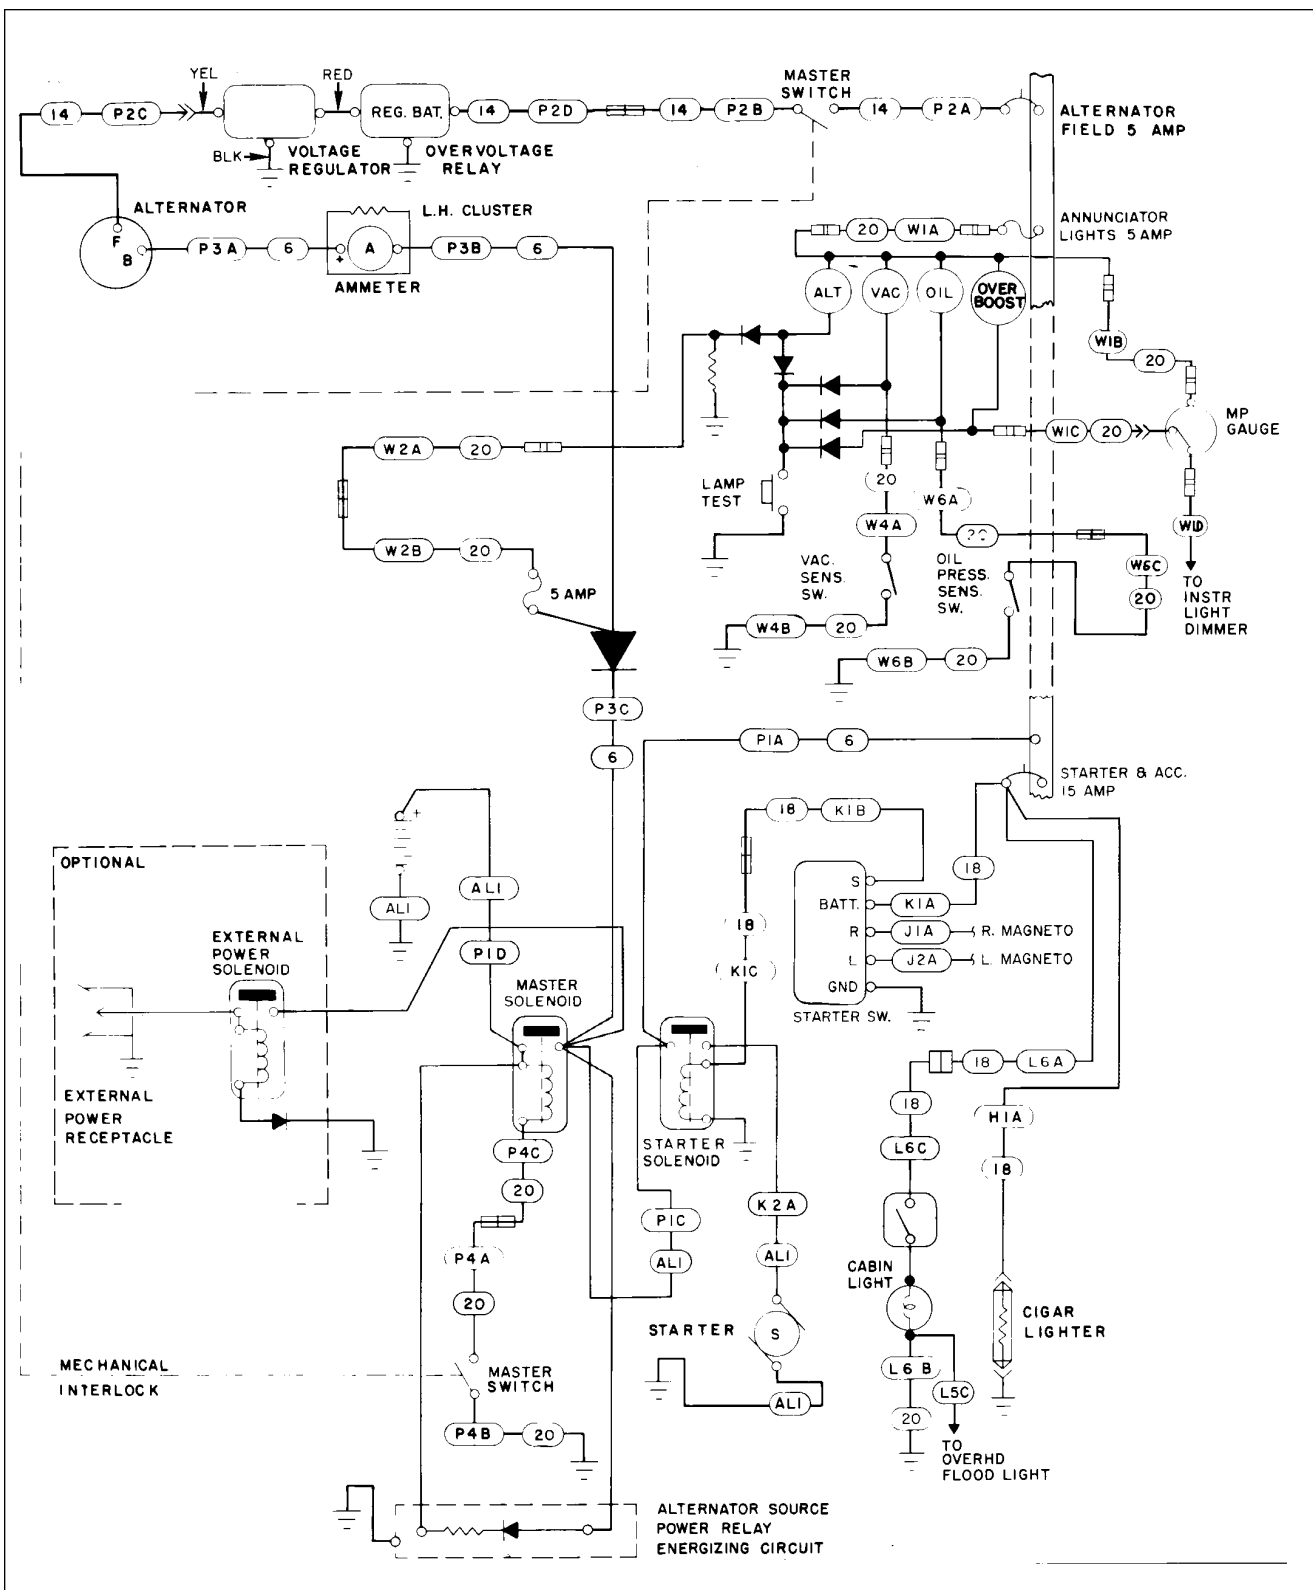 YEL
RED
MASTER
SWITCH
14
P2C
REG. BAT.
14
P2D
14
P2B
14
P2A
ALTERNATOR
FIELD 5 AMP
BLK
VOLTAGE
REGULATOR
OVERVOLTAGE
RELAY
ALTERNATOR
L.H. CLUSTER
F
B
P3A
6
+
A
P3B
6
AMMETER
20
W1A
ANNUNCIATOR
LIGHTS 5 AMP
ALT
VAC
OIL
OVER
BOOST
W1B
20
MP
GAUGE
W1C
20
W2A
20
LAMP
TEST
20
W6A
W4A
20
W1D
W2B
20
5 AMP
VAC.
SENS.
SW.
OIL
PRESS.
SENS.
SW.
W6C
20
TO
INSTR
LIGHT
DIMMER
W4B
20
W6B
20
P3C
6
P1A
6
STARTER & ACC.
15 AMP
+
18
K1B
OPTIONAL
AL1
AL1
18
S
BATT.
K1A
R
J1A
R. MAGNETO
L
J2A
L. MAGNETO
GND
STARTER SW.
18
K1C
EXTERNAL
POWER
SOLENOID
P1D
MASTER
SOLENOID
EXTERNAL
POWER
RECEPTACLE
18
L6A
18
L6C
H1A
18
P4C
20
STARTER
SOLENOID
P1C
AL1
K2A
AL1
P4A
20
CABIN
LIGHT
CIGAR
LIGHTER
STARTER
S
MECHANICAL
INTERLOCK
MASTER
SWITCH
AL1
L6B
L5C
20
P4B
20
TO
OVERHD
FLOOD LIGHT
ALTERNATOR SOURCE
POWER RELAY
ENERGIZING CIRCUIT